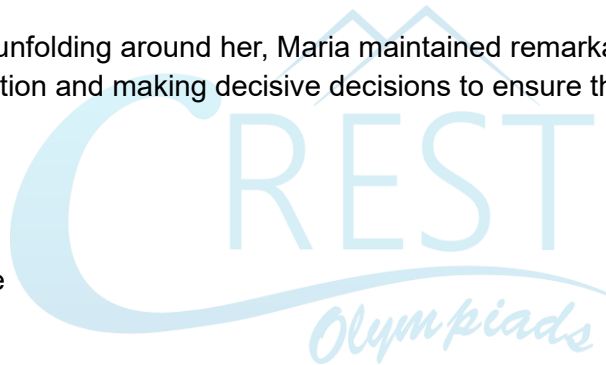 unfolding around her, Maria maintained remarka
tion and making decisive decisions to ensure th
CREST
e
Olympiads